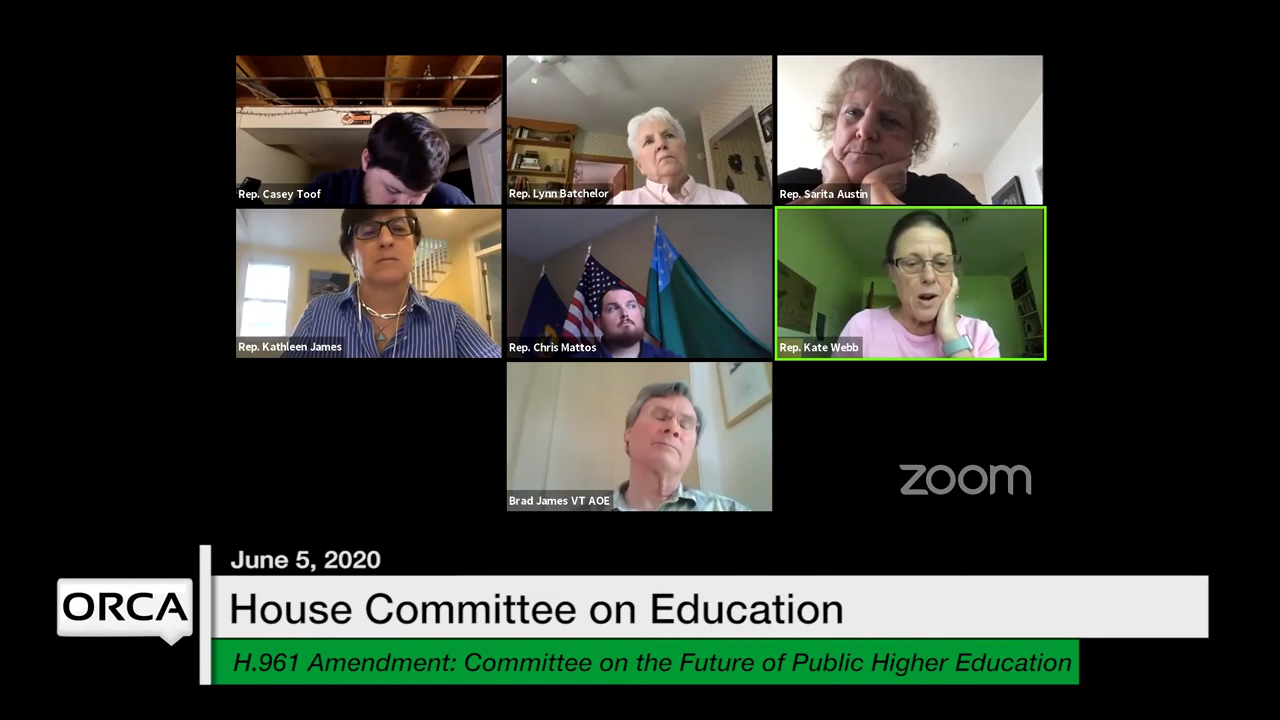 Rep. Casey Toof
Rep. Lynn Batchelor
Rep. Sarita Austin
Rep. Kathleen James
Rep. Chris Mattos
Rep. Kate Webb
Brad James VT AOE
zoom
June 5, 2020
ORCA
House Committee on Education
H.961 Amendment: Committee on the Future of Public Higher Education